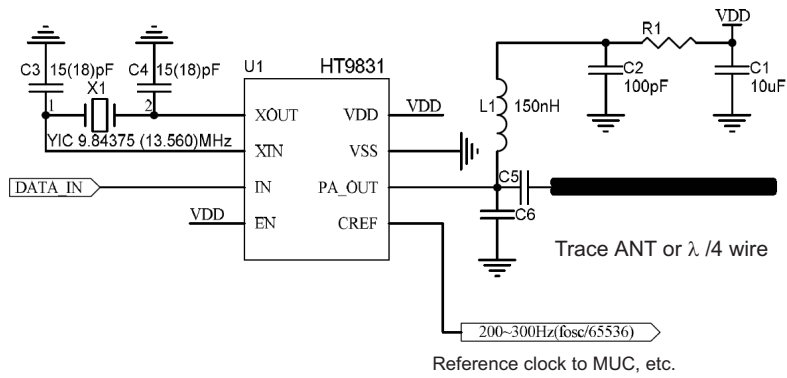 VDD
R1
C3 15(18)pF C4 15(18)pF
U1 HT9831
C2
100pF
C1
10uF
X1
1 2
L1 150nH
XOUT VDD VDD
YIC 9.84375 (13.560)MHz
XIN VSS
DATA_IN IN PA_OUT
C5
C6
VDD EN CREF
Trace ANT or λ /4 wire
200~300Hz(fosc/65536)
Reference clock to MUC, etc.